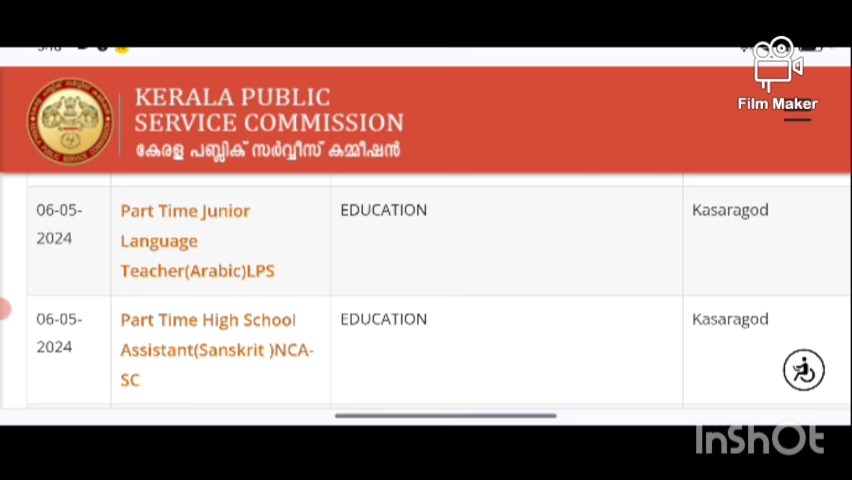 Film Maker
KERALA PUBLIC
SERVICE COMMISSION
കേരള പബ്ലിക് സർവ്വീസ് കമ്മീഷൻ
06-05-
2024
Part Time Junior
Language
Teacher(Arabic)LPS
EDUCATION
Kasaragod
06-05-
2024
Part Time High School
Assistant(Sanskrit )NCA-
SC
EDUCATION
Kasaragod
InShOt